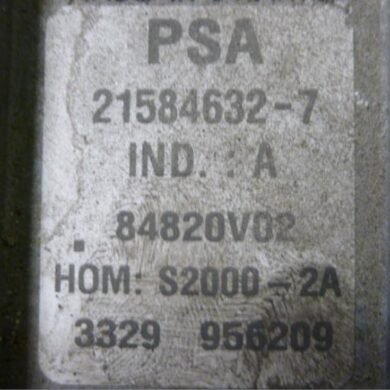 PSA
21584632-7
IND. : A
84820V02
HOM: S2000-2A
3329 956209